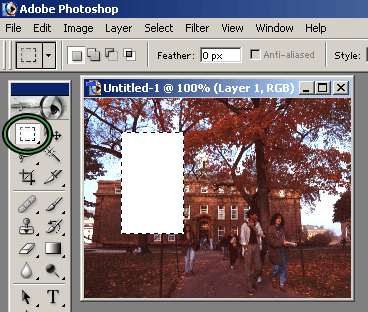 Adobe Photoshop
File Edit Image Layer Select Filter View Window Help
Feather: 0 px Anti-aliased Style:
Untitled-1 @ 100% (Layer 1, RGB)
T